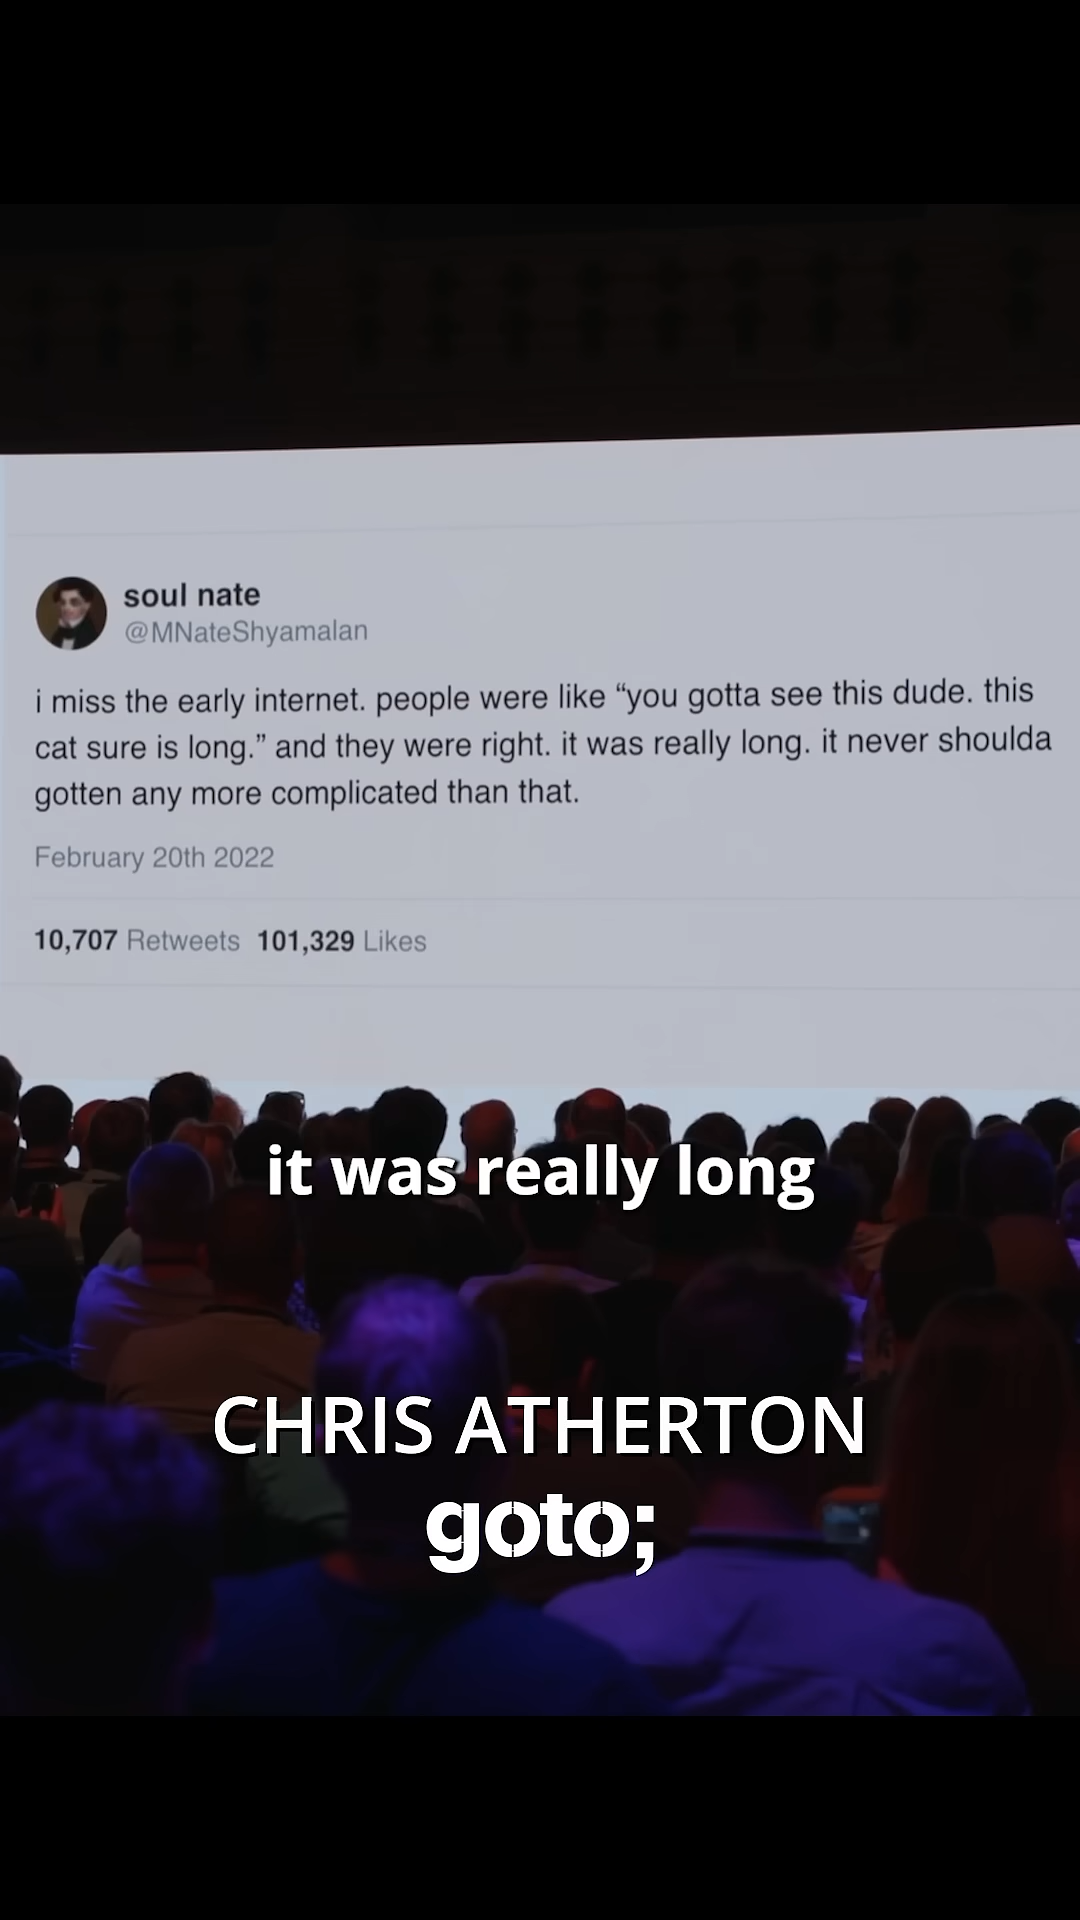 soul nate
@MNateShyamalan
i miss the early internet. people were like “you gotta see this dude. this
cat sure is long.” and they were right. it was really long. it never shoulda
gotten any more complicated than that.
February 20th 2022
10,707 Retweets 101,329 Likes
it was really long
CHRIS ATHERTON
goto;